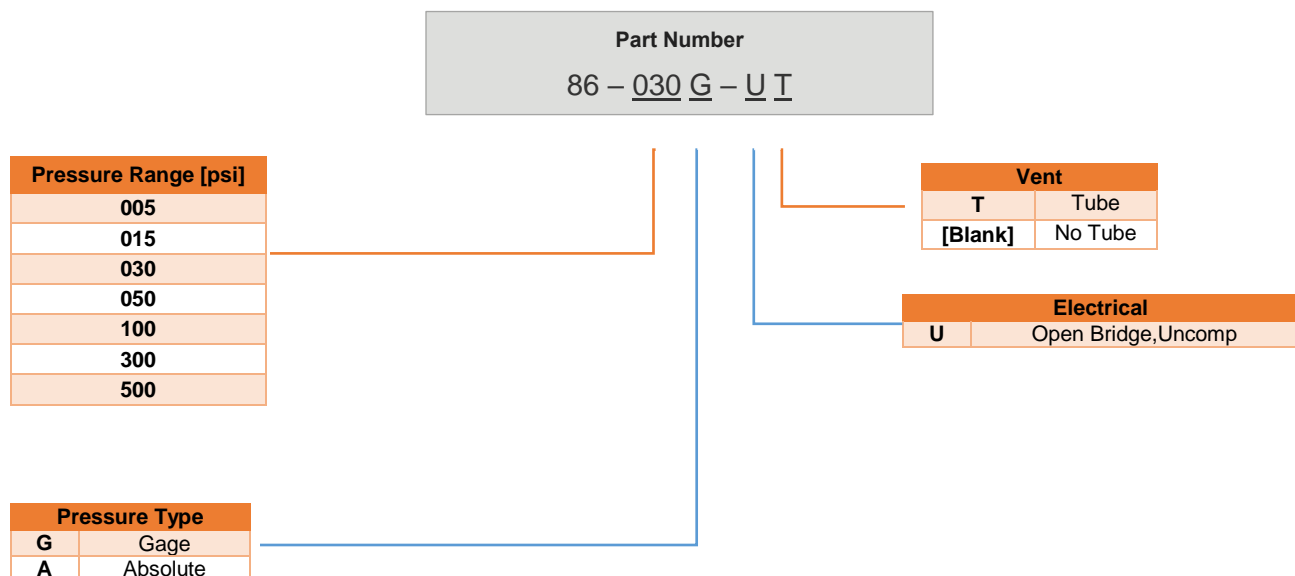 Part Number
86 – 030 G – U T
Pressure Range [psi]
005
015
030
050
100
300
500
Vent
T Tube
[Blank] No Tube
Electrical
U Open Bridge,Uncomp
Pressure Type
G Gage
A Absolute